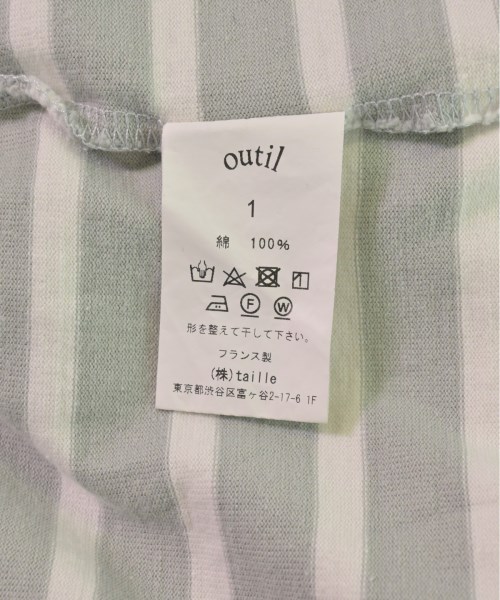 outil
1
綿 100%
F W
形を整えて干して下さい。
フランス製
(株)taille
東京都渋谷区富ヶ谷2-17-6 1F